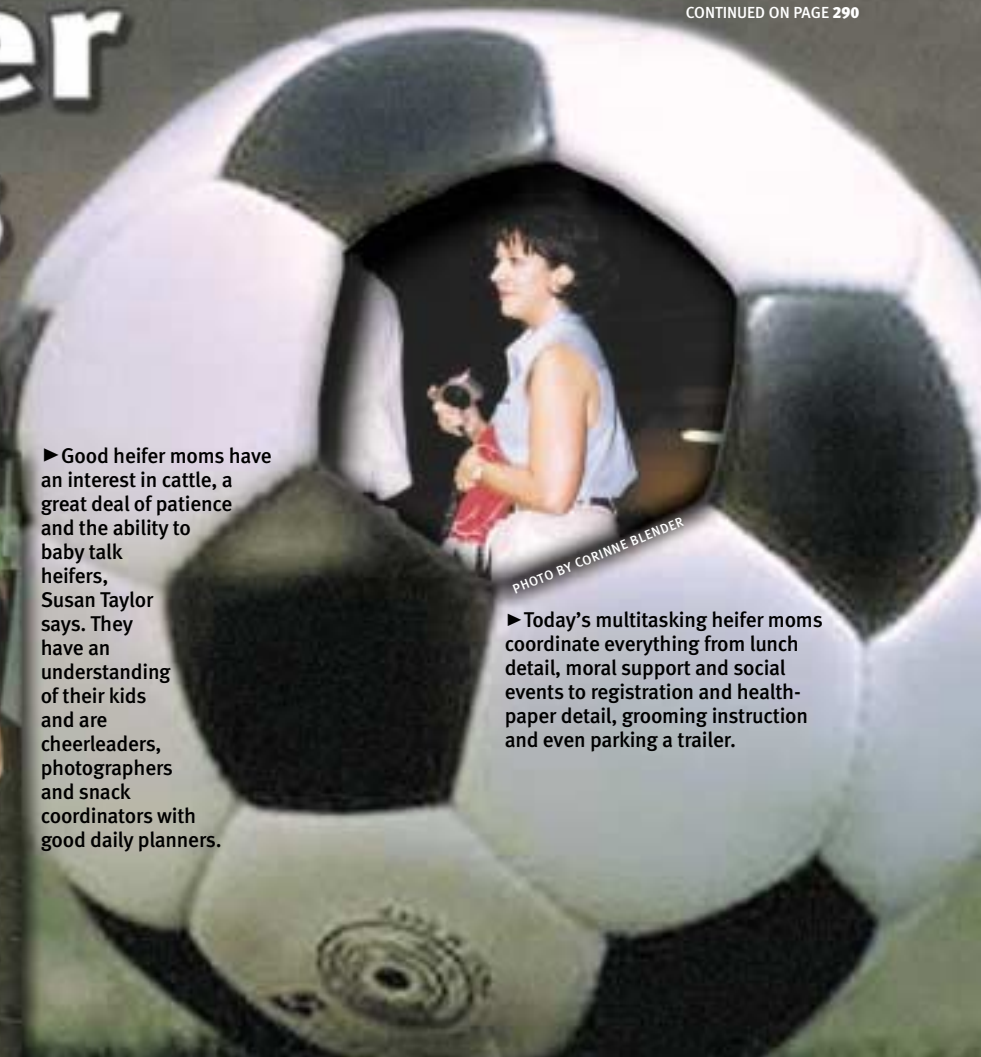 CONTINUED ON PAGE 290
er
s
►Good heifer moms have
an interest in cattle, a
great deal of patience
and the ability to
baby talk
heifers,
Susan Taylor
says. They
have an
understanding
of their kids
and are
cheerleaders,
photographers
and snack
coordinators with
good daily planners.
PHOTO BY CORINNE BLENDER
►Today's multitasking heifer moms
coordinate everything from lunch
detail, moral support and social
events to registration and health-
paper detail, grooming instruction
and even parking a trailer.